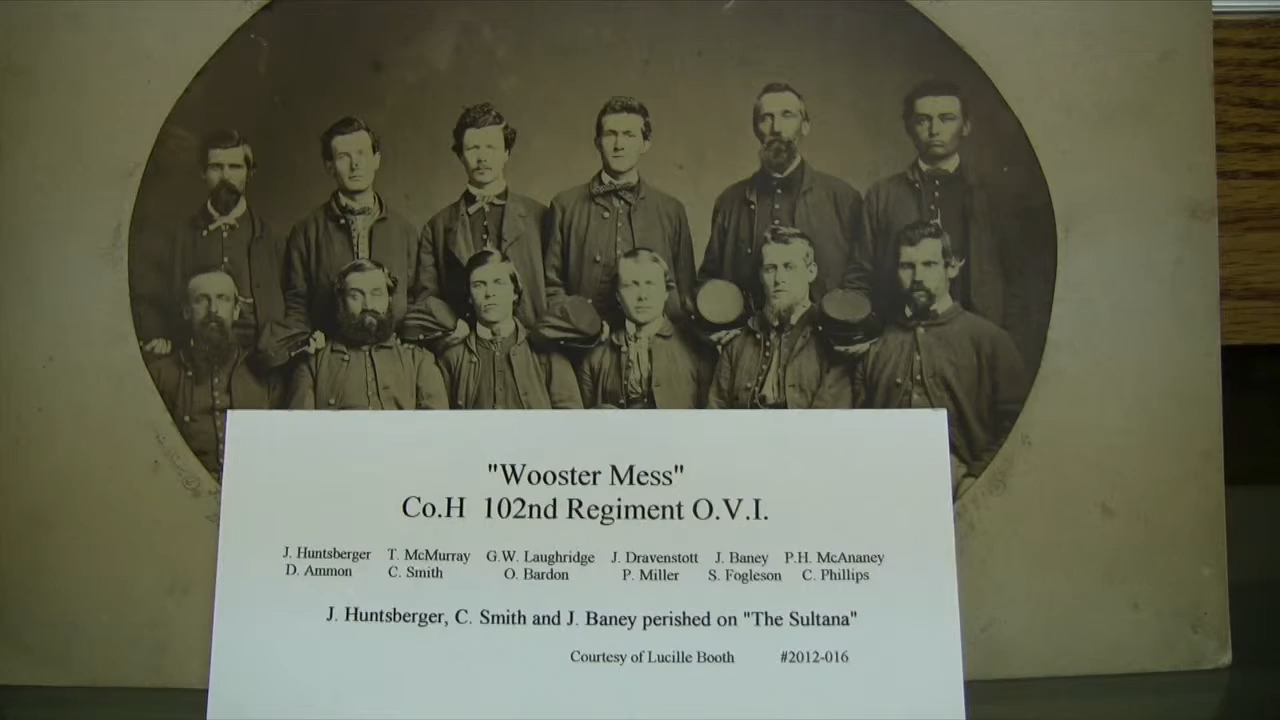 "Wooster Mess"
Co.H 102nd Regiment O.V.I.
J. Huntsberger T. McMurray G.W. Laughridge J. Dravenstott J. Baney P.H. McAnaney
D. Ammon C. Smith O. Bardon P. Miller S. Fogleson C. Phillips
J. Huntsberger, C. Smith and J. Baney perished on "The Sultana"
Courtesy of Lucille Booth #2012-016